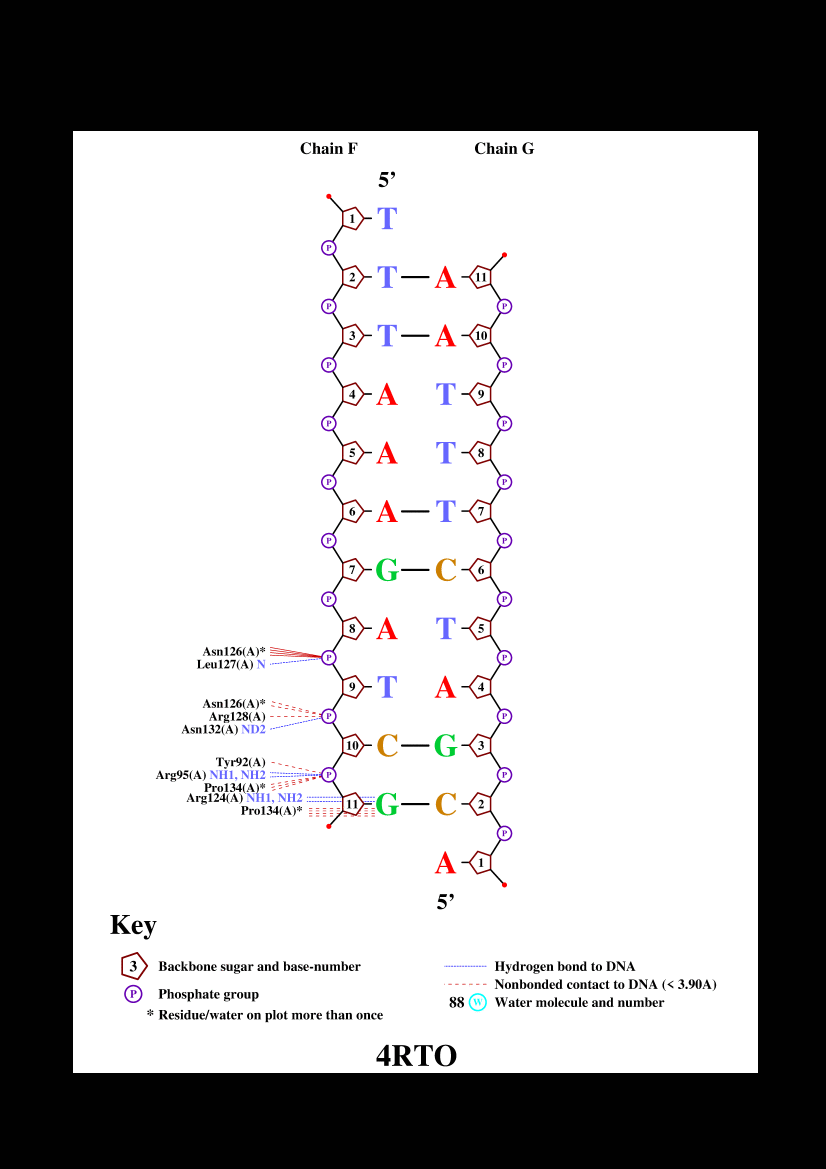 Chain F Chain G
5’
1 T
P
2 T A 11
P P
3 T A 10
P P
4 A T 9
P P
5 A T 8
P P
6 A T 7
P P
7 G C 6
P P
8 A T 5
Asn126(A)*
P P
Leu127(A) N
9 T A 4
Asn126(A)*
Arg128(A) P P
Asn132(A) ND2
10 C G 3
Tyr92(A)
Arg95(A) NH1, NH2 P P
Pro134(A)*
Arg124(A) NH1, NH2
11 G C 2
Pro134(A)*
P
A 1
5’
Key
3 Backbone sugar and base-number
P Phosphate group
* Residue/water on plot more than once
Hydrogen bond to DNA
Nonbonded contact to DNA (< 3.90A)
88 W Water molecule and number
4RTO